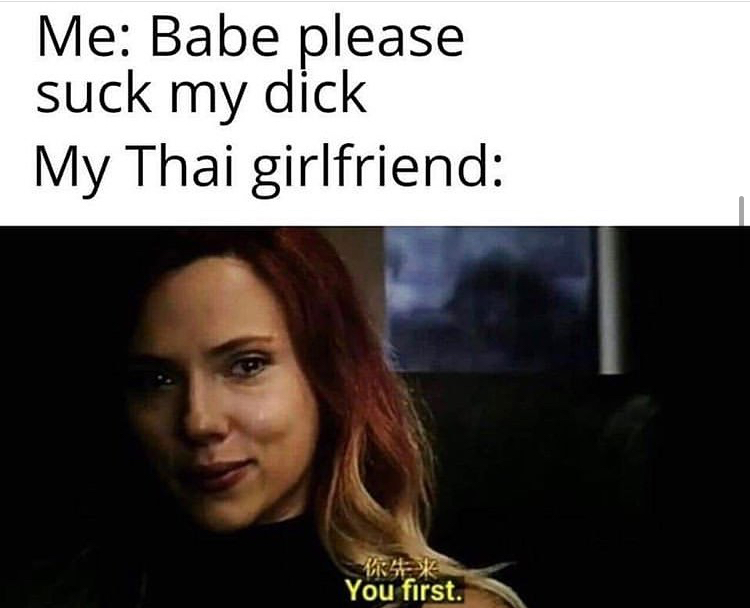 Me: Babe please
suck my dick
My Thai girlfriend:
你先来
You first.